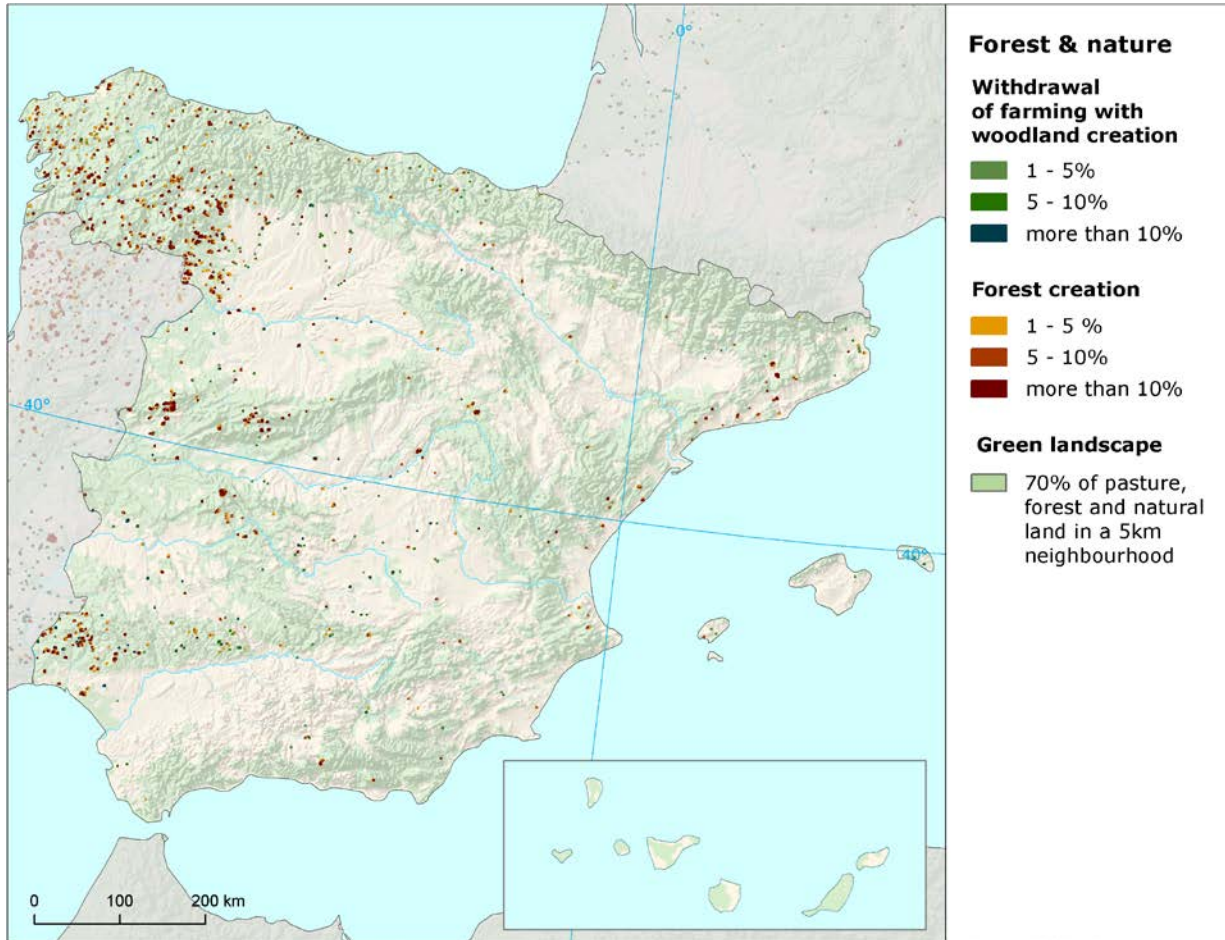 0°
40°
40°
0 100 200 km
Forest & nature
Withdrawal
of farming with
woodland creation
1 - 5%
5 - 10%
more than 10%
Forest creation
1 - 5 %
5 - 10%
more than 10%
Green landscape
70% of pasture,
forest and natural
land in a 5km
neighbourhood